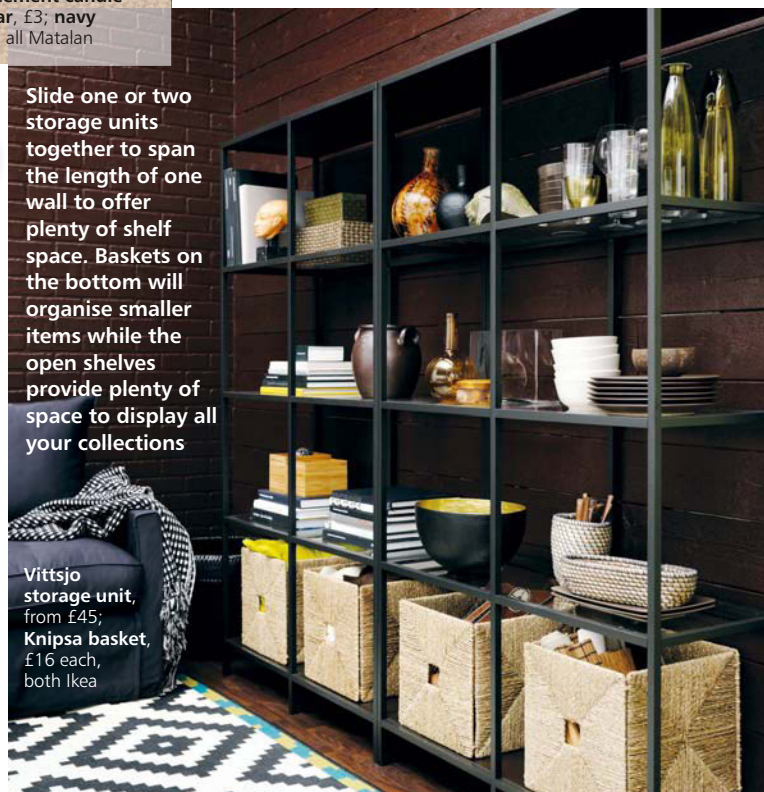 candle
, £3; navy
all Matalan
Slide one or two
storage units
together to span
the length of one
wall to offer
plenty of shelf
space. Baskets on
the bottom will
organise smaller
items while the
open shelves
provide plenty of
space to display all
your collections
Vittsjo
storage unit,
from £45;
Knipsa basket,
£16 each,
both Ikea